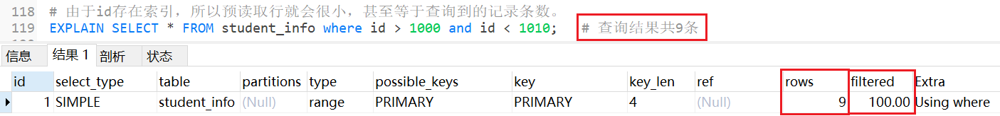 118 # 由于id存在索引，所以预读取行就会很小，甚至等于查询到的记录条数。
119 EXPLAIN SELECT * FROM student_info where id > 1000 and id < 1010; # 查询结果共9条
信息 结果 1 剖析 状态
id select_type table partitions type possible_keys key key_len ref rows filtered Extra
1 SIMPLE student_info (Null) range PRIMARY PRIMARY 4 (Null) 9 100.00 Using where